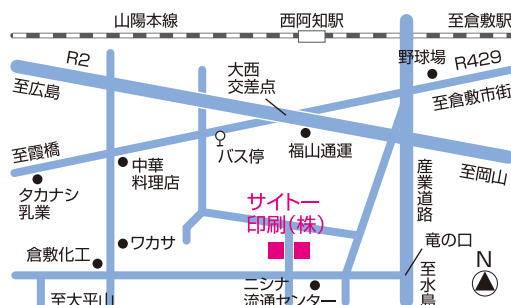 山陽本線
西阿知駅
至倉敷駅
R2
野球場
R429
至広島
大西
交差点
至倉敷市街
至霞橋
バス停
福山通運
中華
料理店
至岡山
タカナシ
乳業
産業道路
サイトー
印刷(株)
ワカサ
倉敷化工
竜の口
N
ニシナ
流通センター
至水島
至太平山